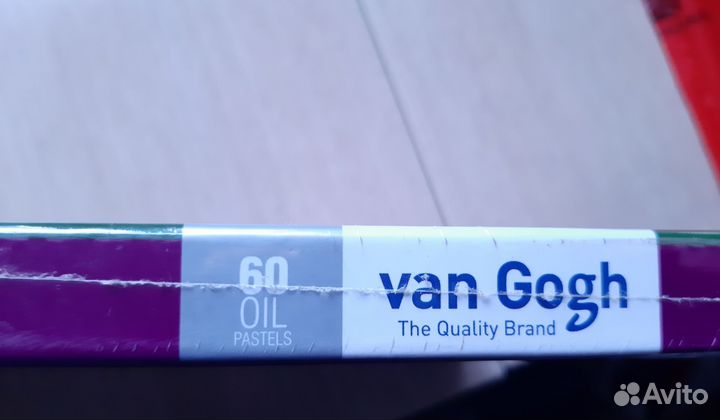 60
OIL
PASTELS
van Gogh
The Quality Brand
Avito